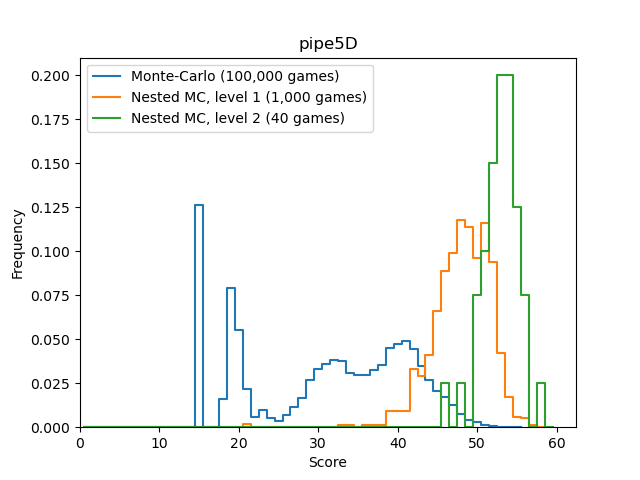 pipe5D
Monte-Carlo (100,000 games)
Nested MC, level 1 (1,000 games)
Nested MC, level 2 (40 games)
0.200
0.175
0.150
0.125
0.100
0.075
0.050
0.025
0.000
Frequency
0 10 20 30 40 50 60
Score